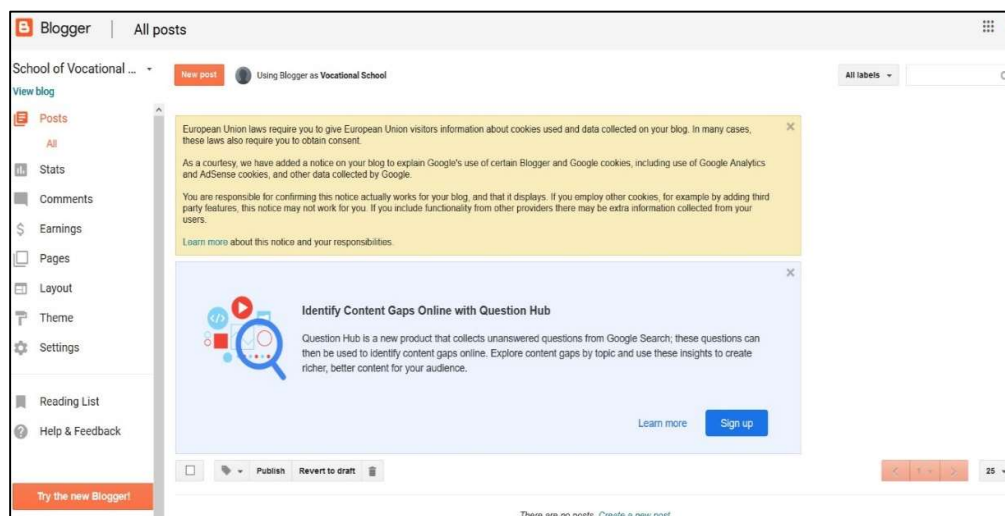 Blogger
All posts
School of Vocational ...
View blog
Posts
All
Stats
Comments
Earnings
Pages
Layout
Theme
Settings
Reading List
Help & Feedback
Try the new Blogger!
New post
Using Blogger as Vocational School
All labels
European Union laws require you to give European Union visitors information about cookies used and data collected on your blog. In many cases,
these laws also require you to obtain consent.
As a courtesy, we have added a notice on your blog to explain Google's use of certain Blogger and Google cookies, including use of Google Analytics
and AdSense cookies, and other data collected by Google.
You are responsible for confirming this notice actually works for your blog, and that it displays. If you employ other cookies, for example by adding third
party features, this notice may not work for you. If you include functionality from other providers there may be extra information collected from your
users.
Learn more about this notice and your responsibilities.
Identify Content Gaps Online with Question Hub
Question Hub is a new product that collects unanswered questions from Google Search; these questions can
then be used to identify content gaps online. Explore content gaps by topic and use these insights to create
richer, better content for your audience.
Learn more
Sign up
Publish
Revert to draft
1
25
There are no posts. Create a new post